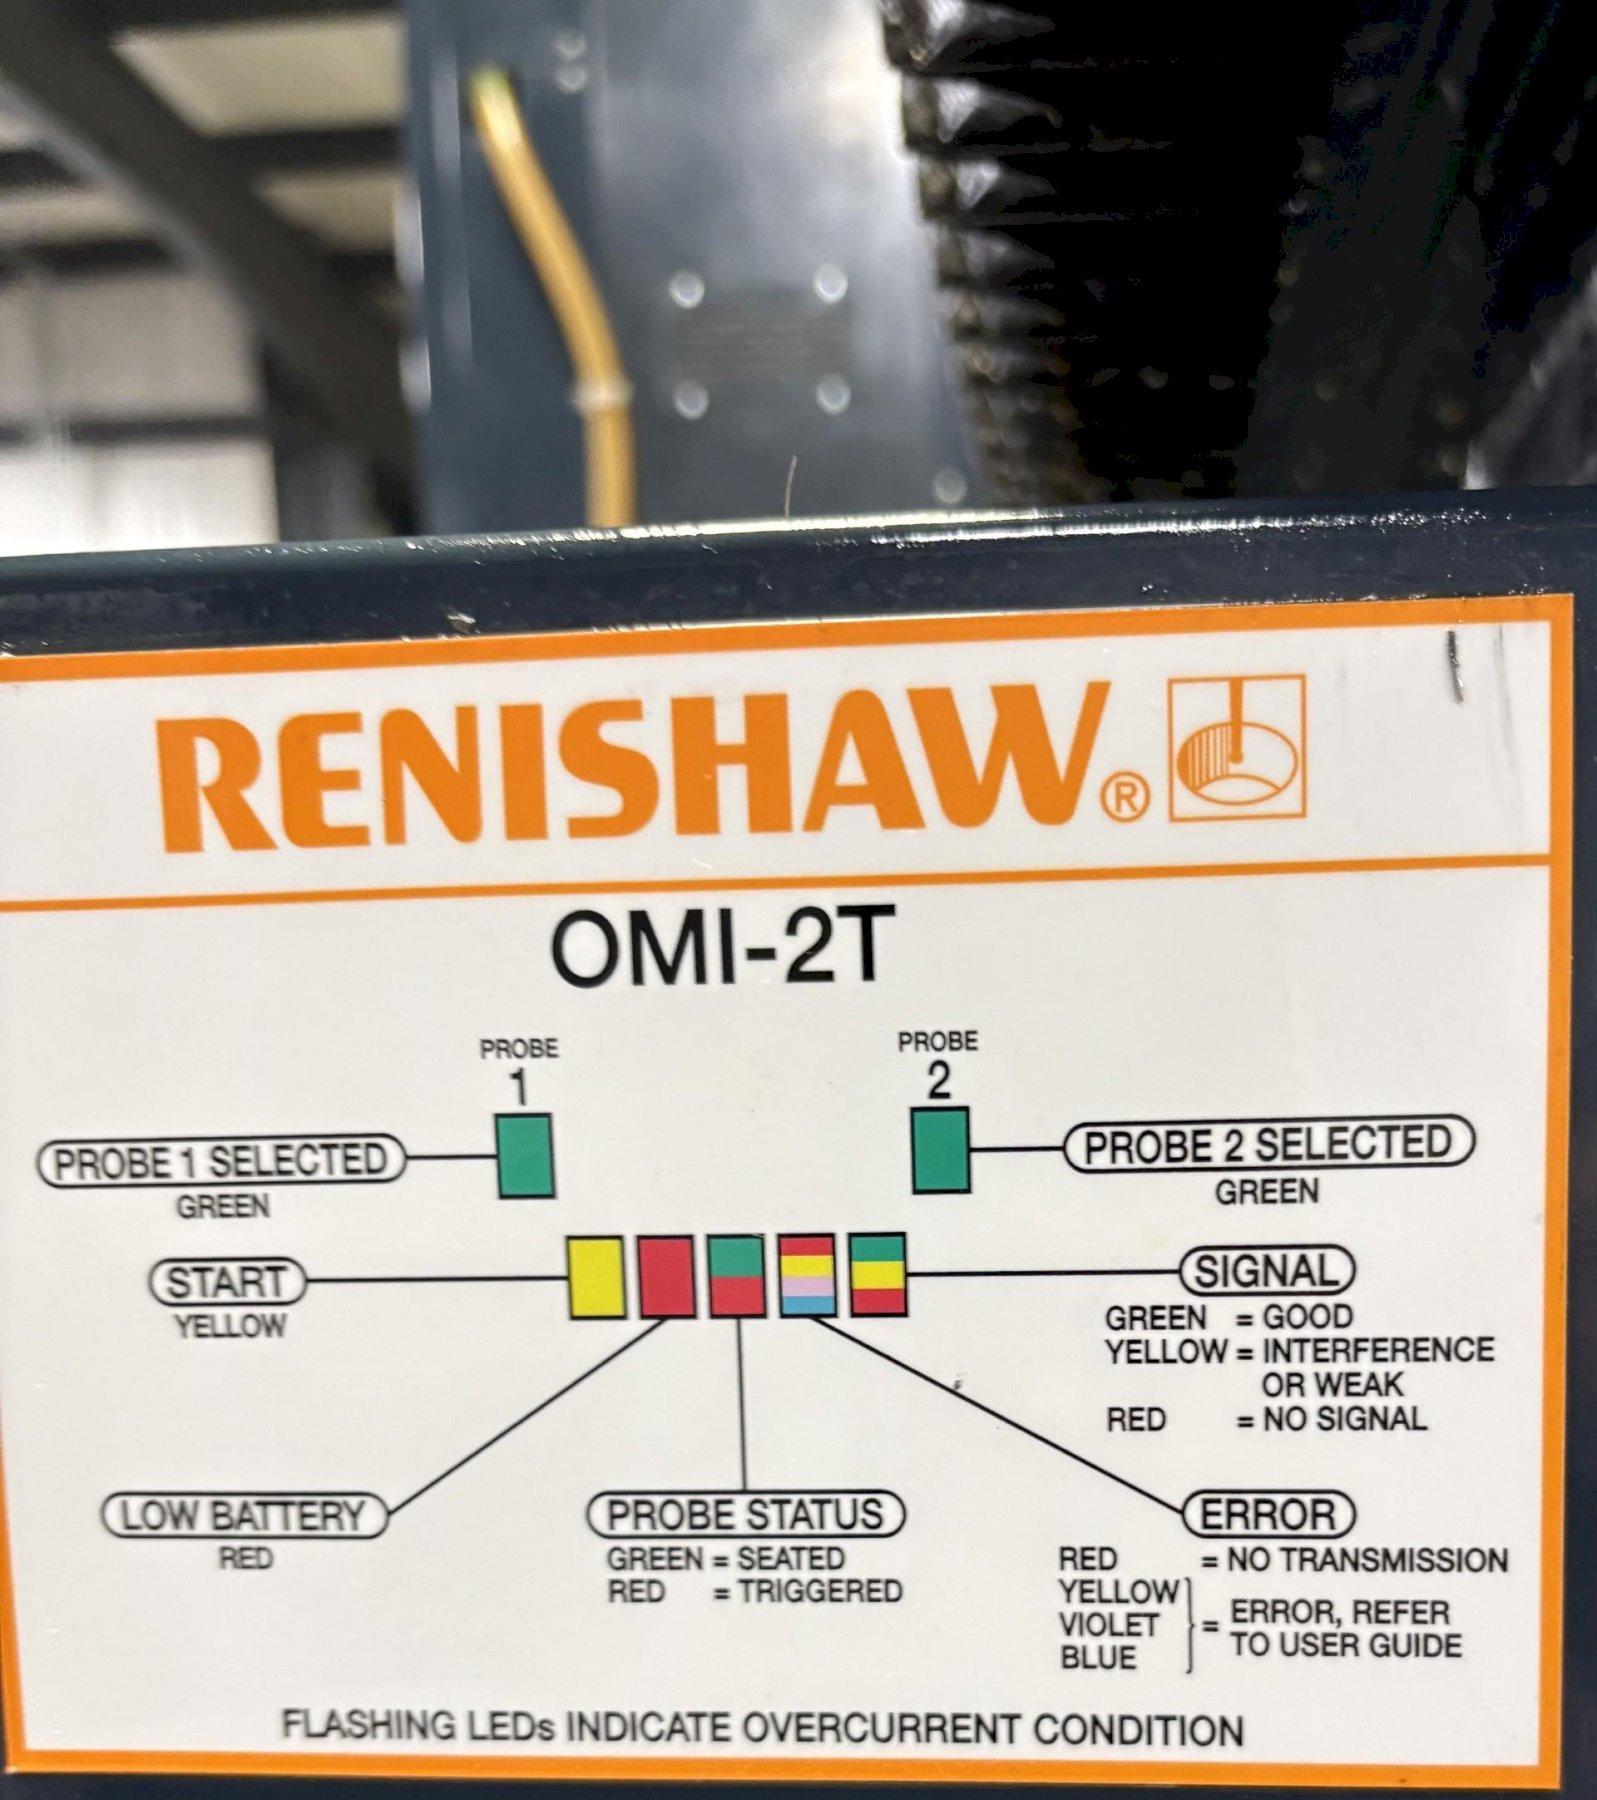 RENISHAW®
OMI-2T
PROBE
1
PROBE
2
PROBE 1 SELECTED
GREEN
PROBE 2 SELECTED
GREEN
START
YELLOW
SIGNAL
GREEN = GOOD
YELLOW = INTERFERENCE
OR WEAK
RED = NO SIGNAL
LOW BATTERY
RED
PROBE STATUS
GREEN = SEATED
RED = TRIGGERED
ERROR
RED = NO TRANSMISSION
YELLOW
VIOLET
BLUE
= ERROR, REFER
TO USER GUIDE
FLASHING LEDs INDICATE OVERCURRENT CONDITION